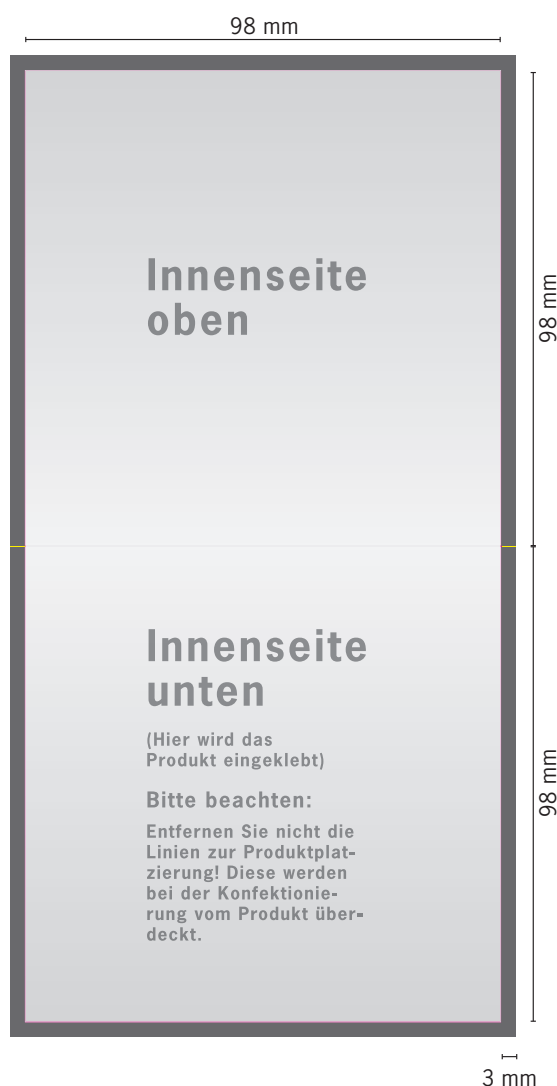 98 mm
Innenseite
oben
98 mm
Innenseite
unten
(Hier wird das
Produkt eingeklebt)
Bitte beachten:
Entfernen Sie nicht die
Linien zur Produktplat-
zierung! Diese werden
bei der Konfektionie-
rung vom Produkt über-
deckt.
98 mm
3 mm